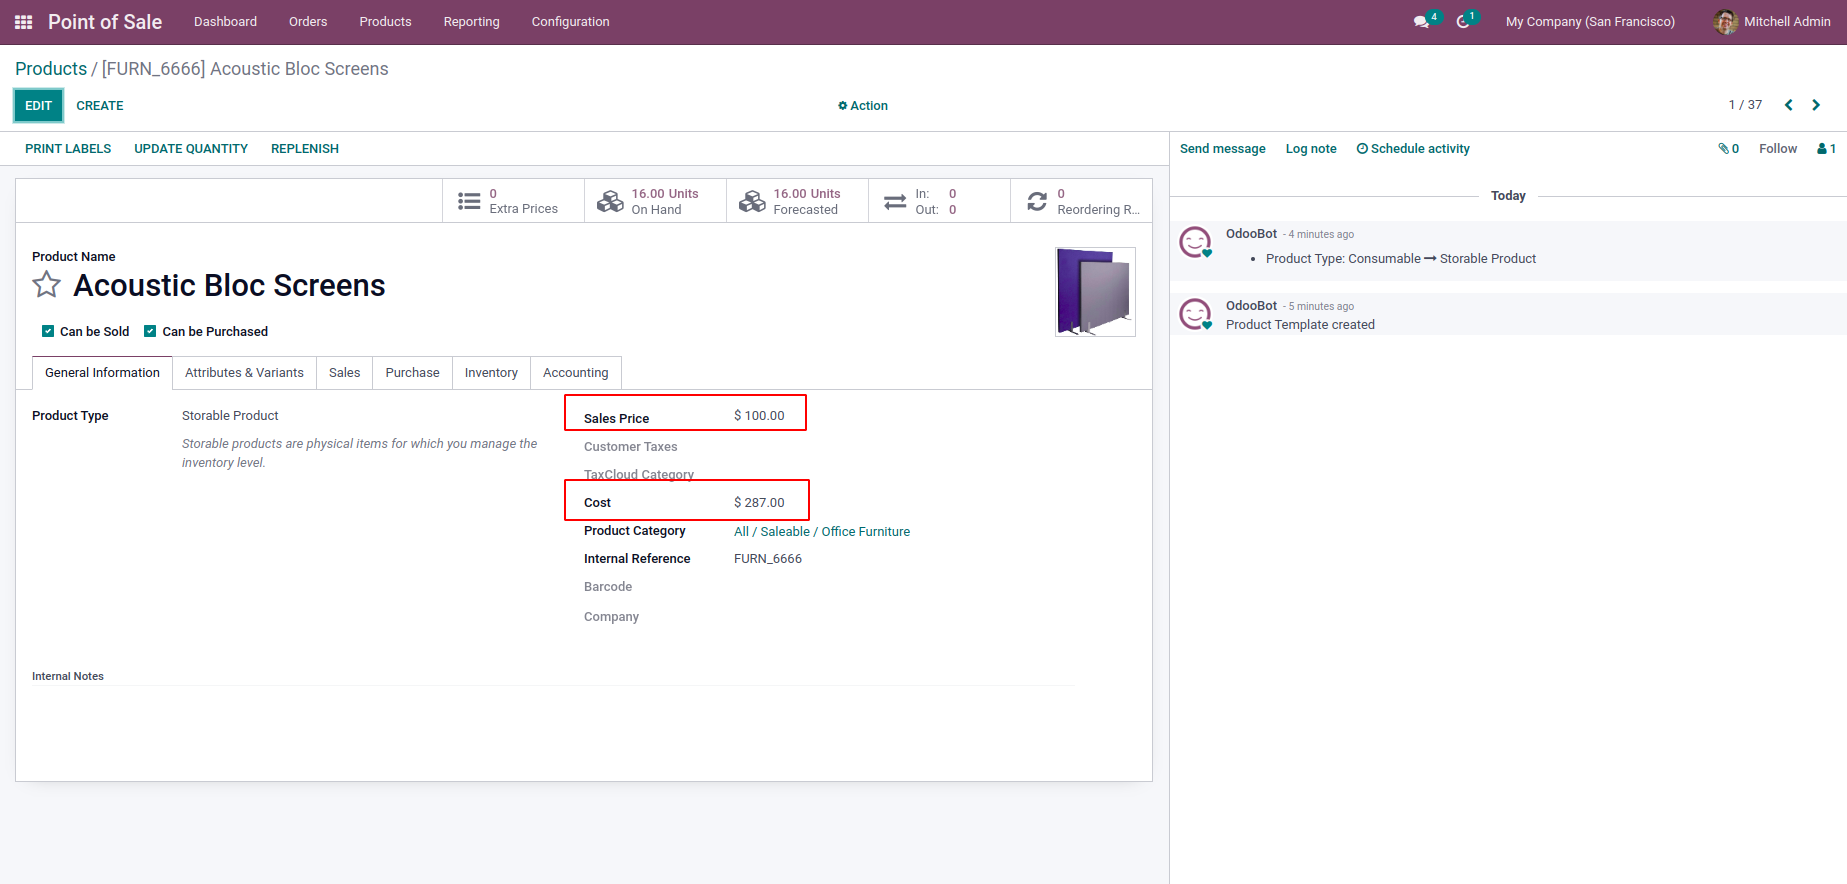 Point of Sale Dashboard Orders Products Reporting Configuration 4 1 My Company (San Francisco) Mitchell Admin
Products / [FURN_6666] Acoustic Bloc Screens
EDIT CREATE Action 1 / 37
PRINT LABELS UPDATE QUANTITY REPLENISH
0
Extra Prices
16.00 Units
On Hand
16.00 Units
Forecasted
In: 0
Out: 0
0
Reordering R...
Product Name
Acoustic Bloc Screens
Can be Sold Can be Purchased
General Information Attributes & Variants Sales Purchase Inventory Accounting
Product Type Storable Product
Storable products are physical items for which you manage the
inventory level.
Sales Price $ 100.00
Customer Taxes
TaxCloud Category
Cost $ 287.00
Product Category All / Saleable / Office Furniture
Internal Reference FURN_6666
Barcode
Company
Internal Notes
Send message Log note Schedule activity 0 Follow 1
Today
OdooBot - 4 minutes ago
• Product Type: Consumable → Storable Product
OdooBot - 5 minutes ago
Product Template created